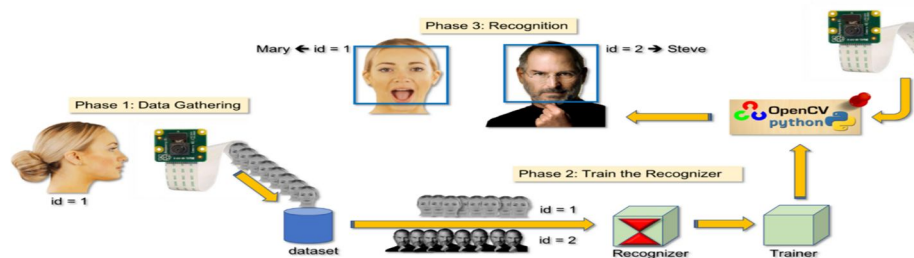 Phase 3: Recognition
Mary ← id = 1
id = 2 → Steve
Phase 1: Data Gathering
OpenCV
python
id = 1
Phase 2: Train the Recognizer
id = 1
id = 2
dataset
Recognizer
Trainer